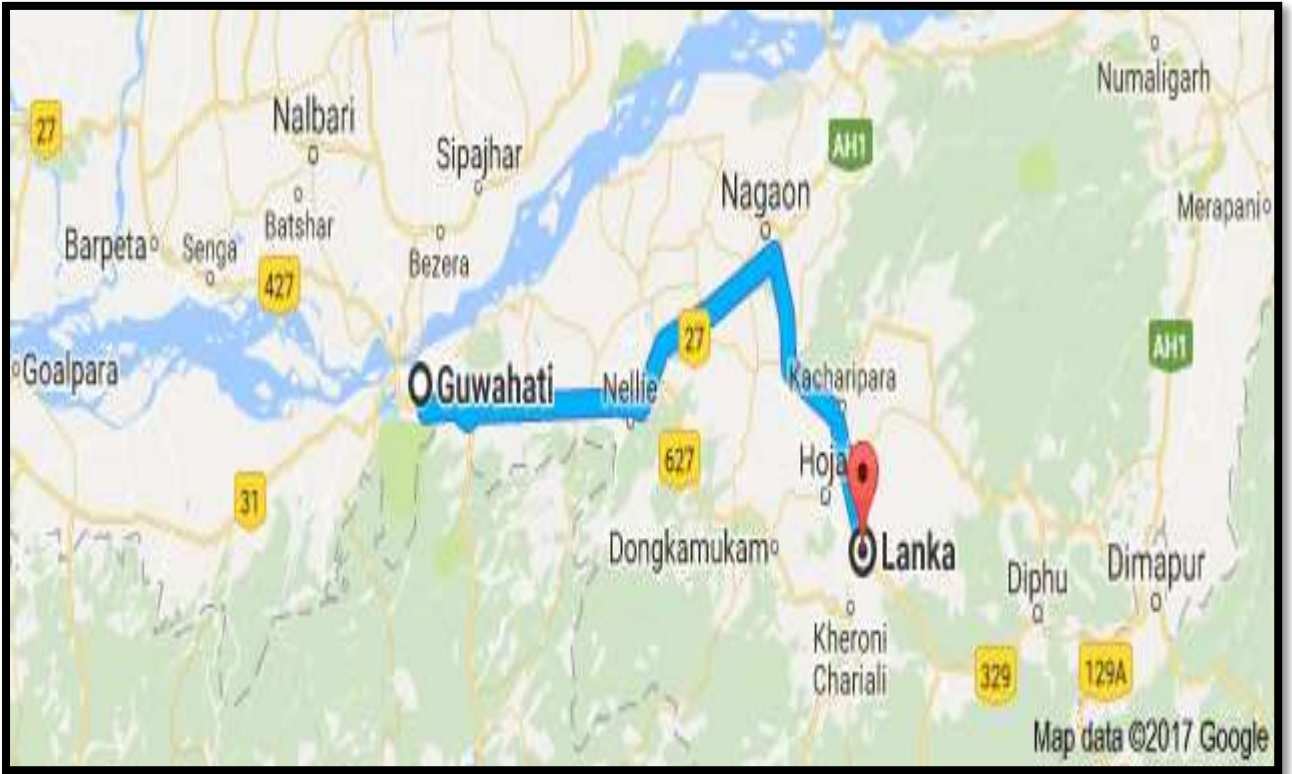 Numaligarh
Nalbari
27
AH1
Sipajhar
Nagaon
Merapani
Batshar
Barpeta
Senga
Bezera
427
27
AH1
Goalpara
Guwahati
Nellie
Kacharipara
627
Hoja
31
Dongkamukam
Lanka
Diphu
Dimapur
Kheroni
Chariali
329
129A
Map data ©2017 Google